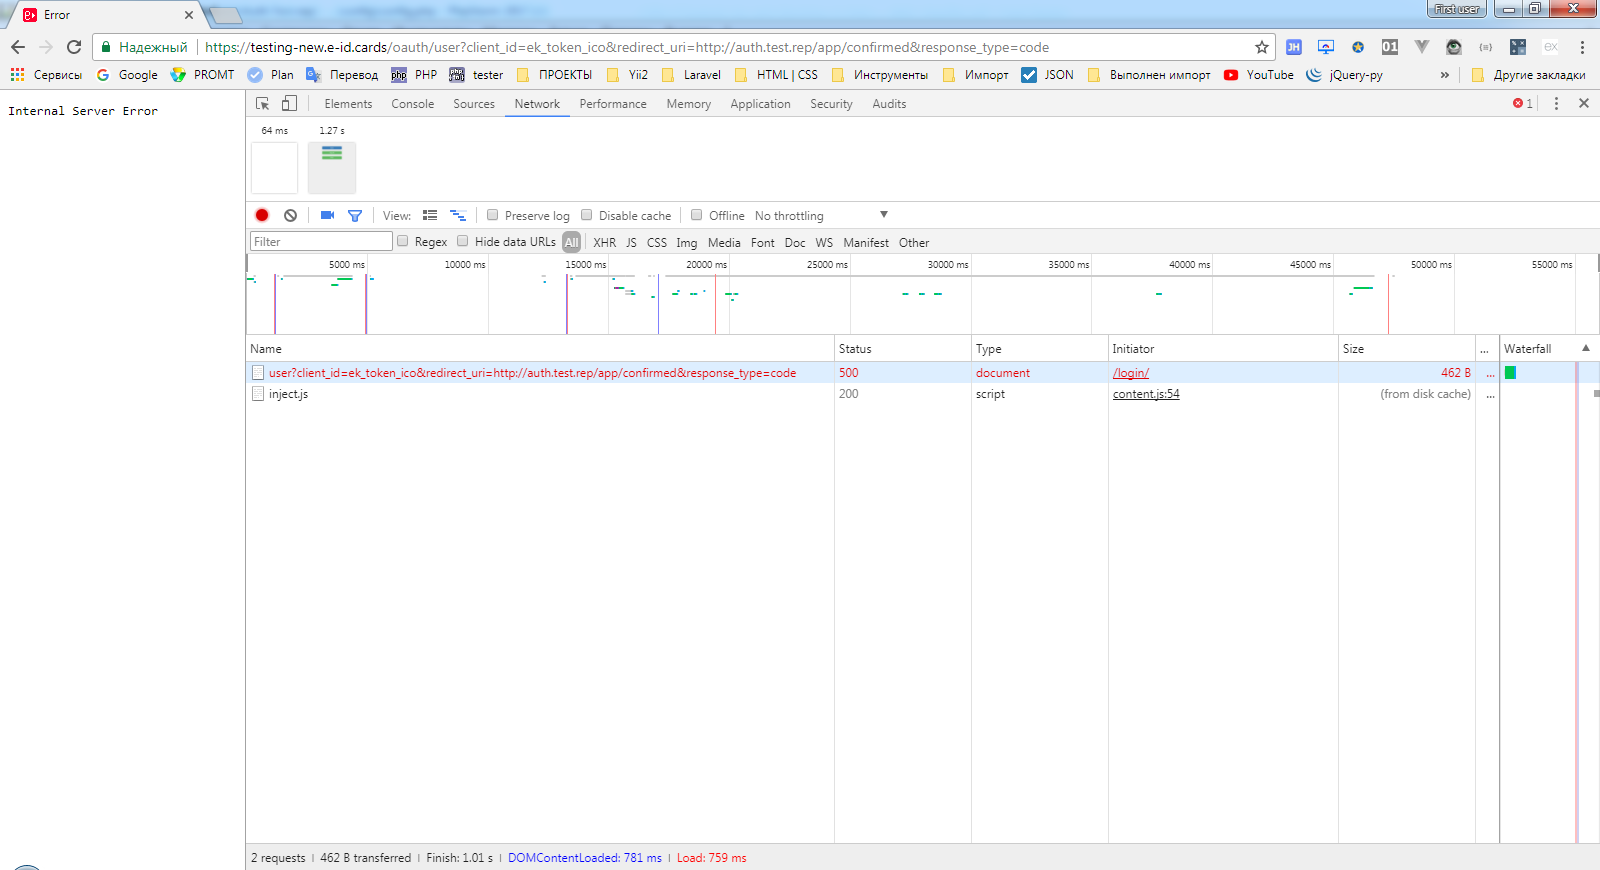 Error
First user
Надежный https://testing-new.e-id.cards/oauth/user?client_id=ek_token_ico&redirect_uri=http://auth.test.rep/app/confirmed&response_type=code
JH 01 ex
Сервисы Google PROMT Plan Перевод php PHP tester ПРОЕКТЫ Yii2 Laravel HTML | CSS Инструменты Импорт JSON Выполнен импорт YouTube jQuery-ру » Другие закладки
Internal Server Error
Elements Console Sources Network Performance Memory Application Security Audits 1
64 ms 1.27 s
View: Preserve log Disable cache Offline No throttling
Filter Regex Hide data URLs All XHR JS CSS Img Media Font Doc WS Manifest Other
5000 ms 10000 ms 15000 ms 20000 ms 25000 ms 30000 ms 35000 ms 40000 ms 45000 ms 50000 ms 55000 ms
Name Status Type Initiator Size ... Waterfall
user?client_id=ek_token_ico&redirect_uri=http://auth.test.rep/app/confirmed&response_type=code 500 document /login/ 462 B ...
inject.js 200 script content.js:54 (from disk cache) ...
2 requests | 462 B transferred | Finish: 1.01 s | DOMContentLoaded: 781 ms | Load: 759 ms